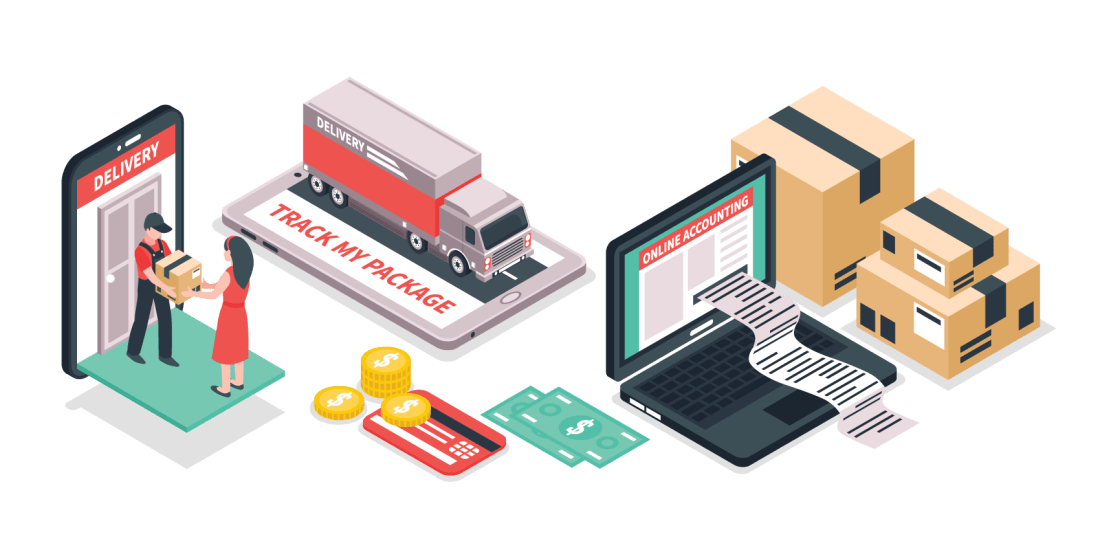 DELIVERY
DELIVERY
TRACK MY PACKAGE
ONLINE ACCOUNTING